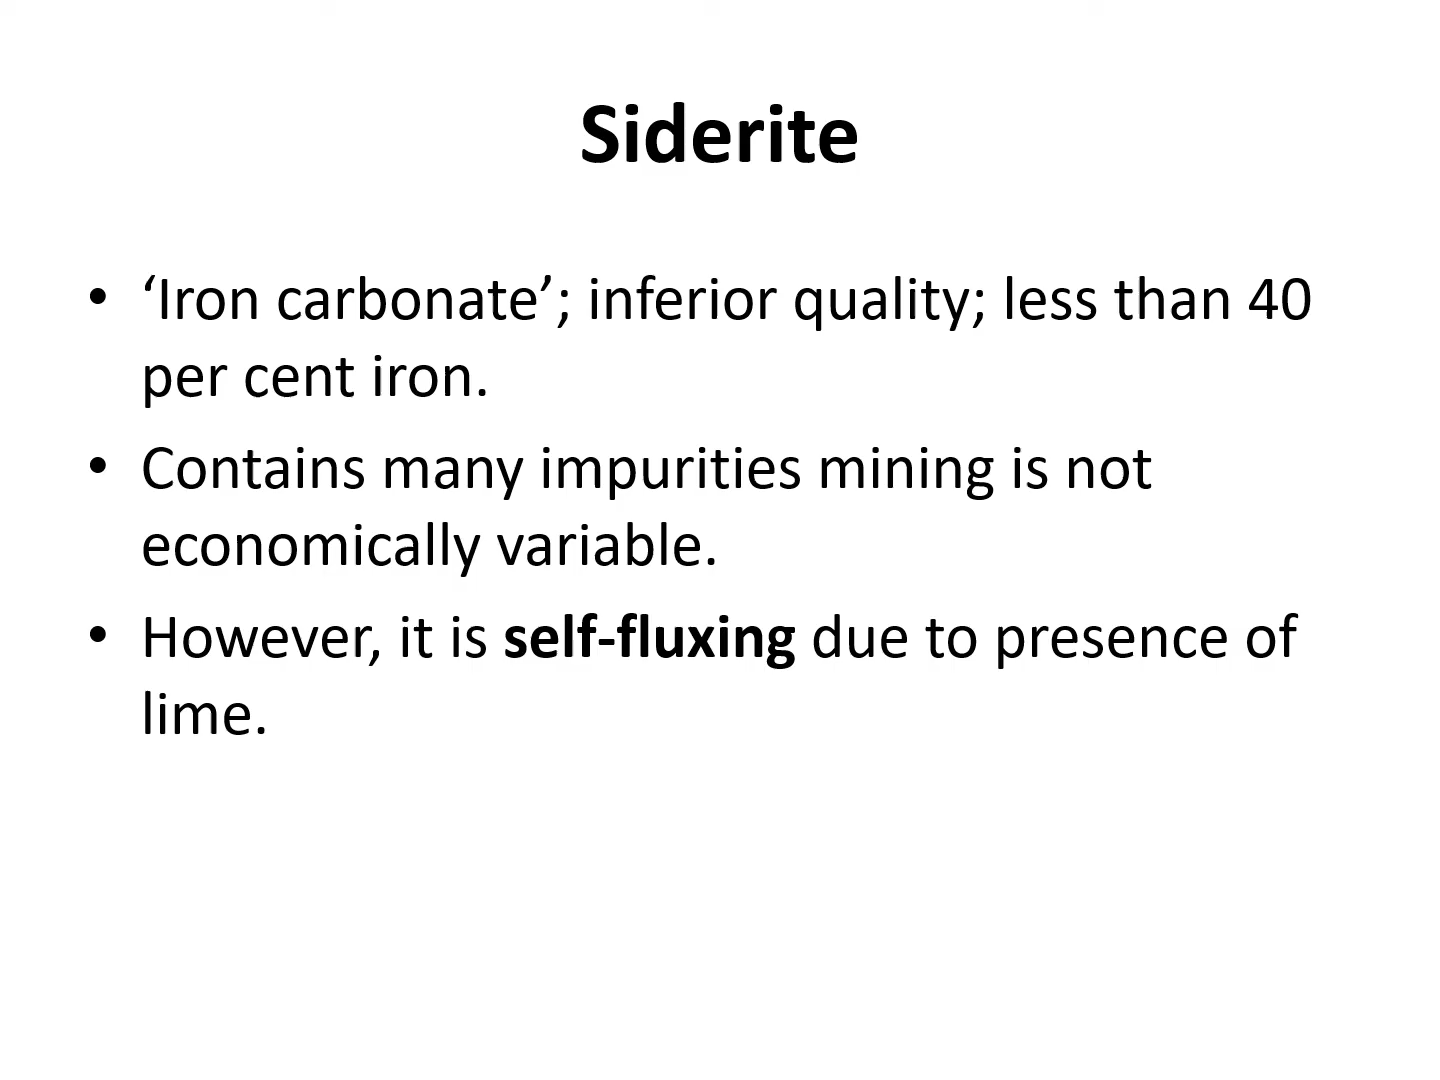 Siderite
• ‘Iron carbonate’; inferior quality; less than 40
per cent iron.
• Contains many impurities mining is not
economically variable.
• However, it is self-fluxing due to presence of
lime.